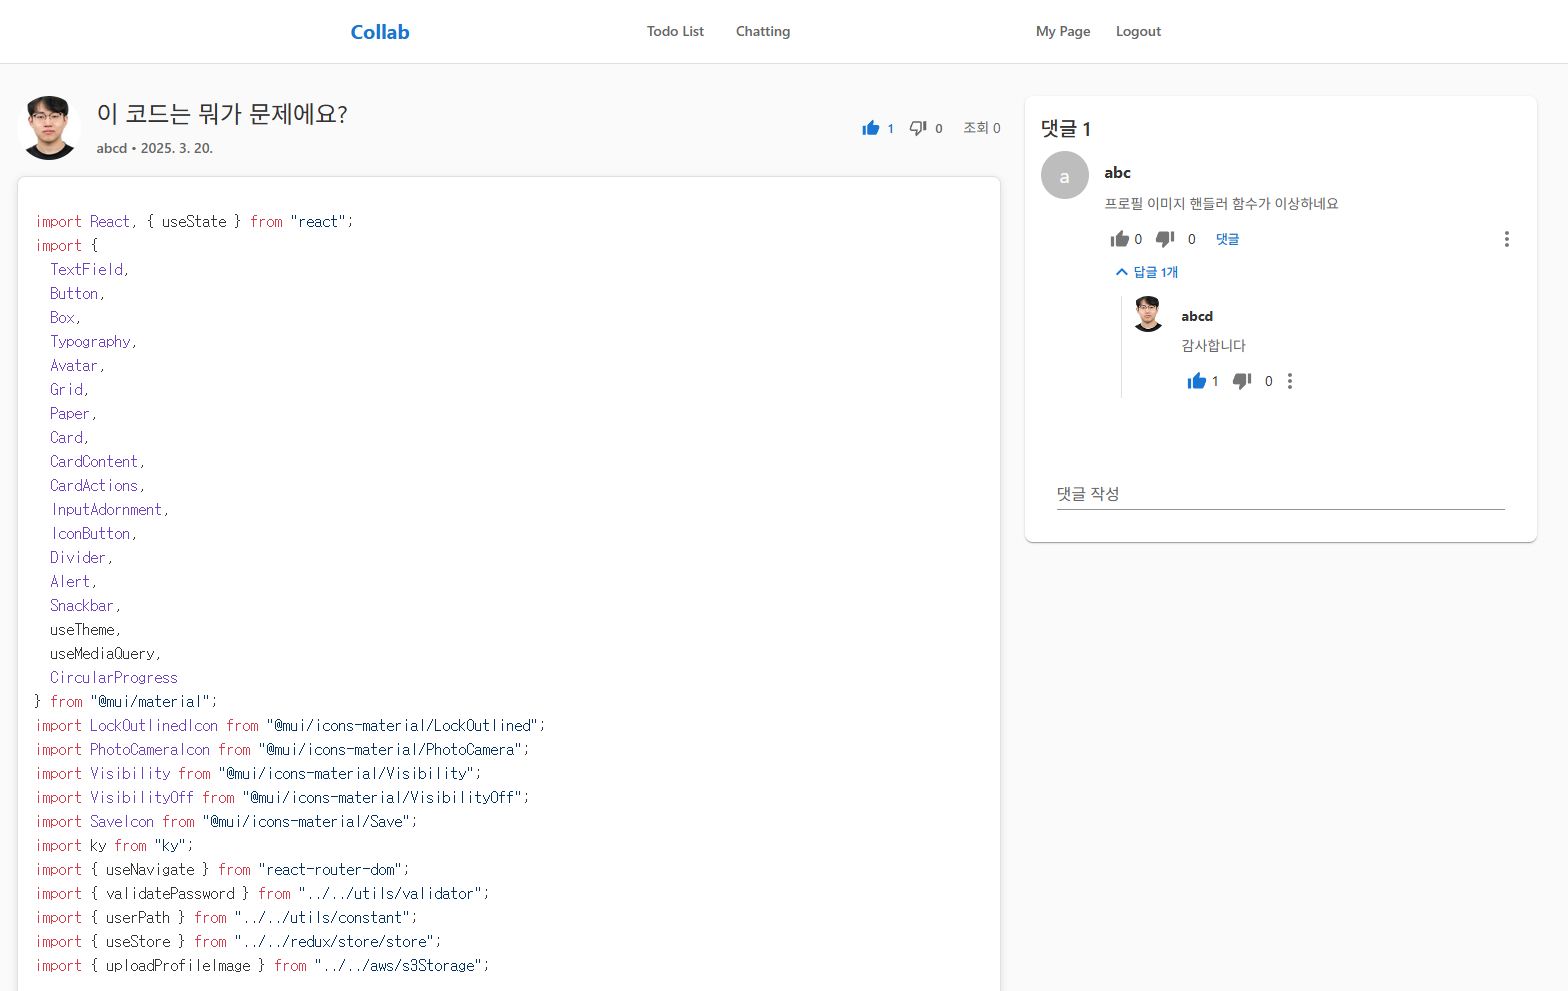 Collab
Todo List
Chatting
My Page
Logout
이 코드는 뭐가 문제에요?
abcd • 2025. 3. 20.
1
0
조회 0
import React, { useState } from "react";
import {
  TextField,
  Button,
  Box,
  Typography,
  Avatar,
  Grid,
  Paper,
  Card,
  CardContent,
  CardActions,
  InputAdornment,
  IconButton,
  Divider,
  Alert,
  Snackbar,
  useTheme,
  useMediaQuery,
  CircularProgress
} from "@mui/material";
import LockOutlinedIcon from "@mui/icons-material/LockOutlined";
import PhotoCameraIcon from "@mui/icons-material/PhotoCamera";
import Visibility from "@mui/icons-material/Visibility";
import VisibilityOff from "@mui/icons-material/VisibilityOff";
import SaveIcon from "@mui/icons-material/Save";
import ky from "ky";
import { useNavigate } from "react-router-dom";
import { validatePassword } from "../../utils/validator";
import { userPath } from "../../utils/constant";
import { useStore } from "../../redux/store/store";
import { uploadProfileImage } from "../../aws/s3Storage";
댓글 1
a
abc
프로필 이미지 핸들러 함수가 이상하네요
0
0
댓글
답글 1개
abcd
감사합니다
1
0
댓글 작성